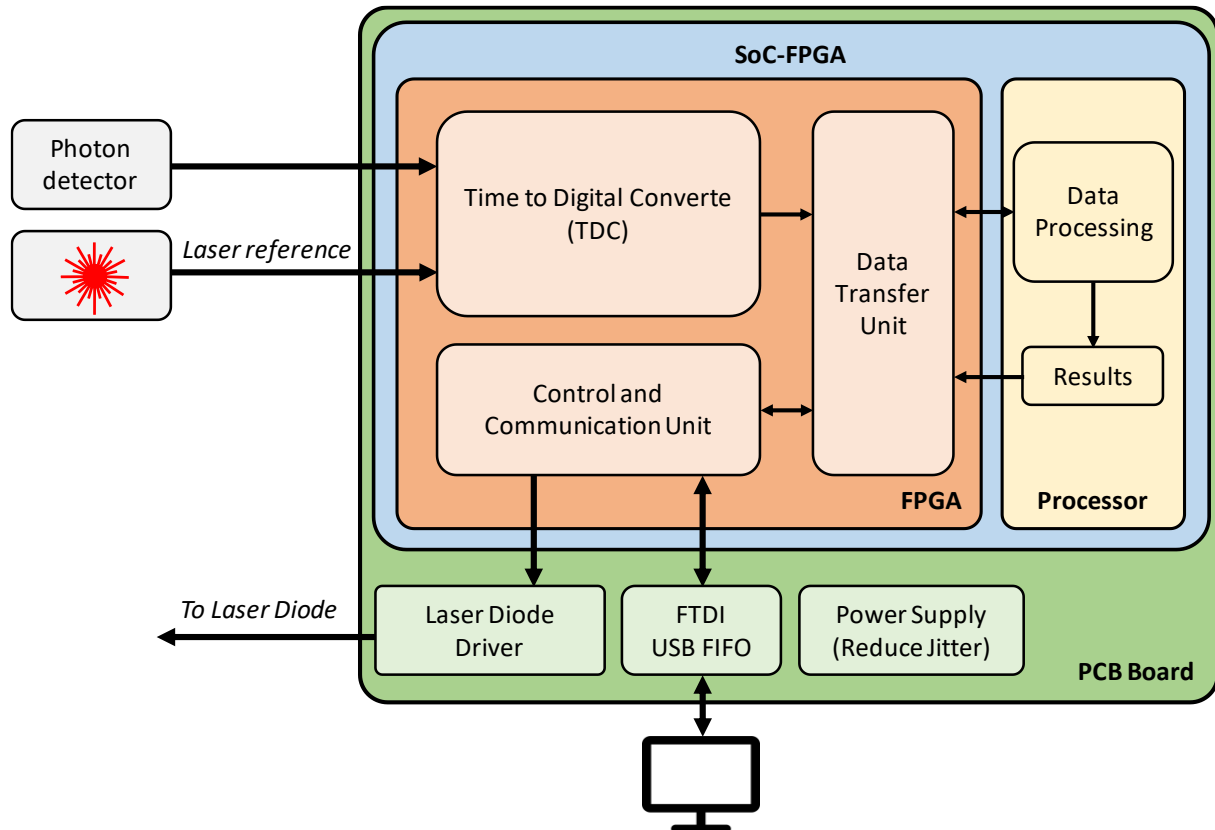 SoC-FPGA
Photon
detector
Laser reference
Time to Digital Converte
(TDC)
Data
Transfer
Unit
Data
Processing
Results
Control and
Communication Unit
FPGA
Processor
To Laser Diode
Laser Diode
Driver
FTDI
USB FIFO
Power Supply
(Reduce Jitter)
PCB Board